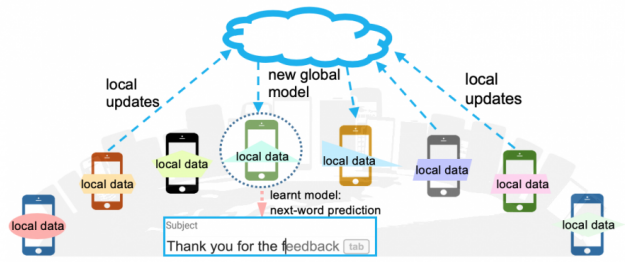 local
updates
new global
model
local
updates
local data
local data
local data
local data
local data
local data
local data
local data
learnt model:
next-word prediction
Subject
Thank you for the feedback tab